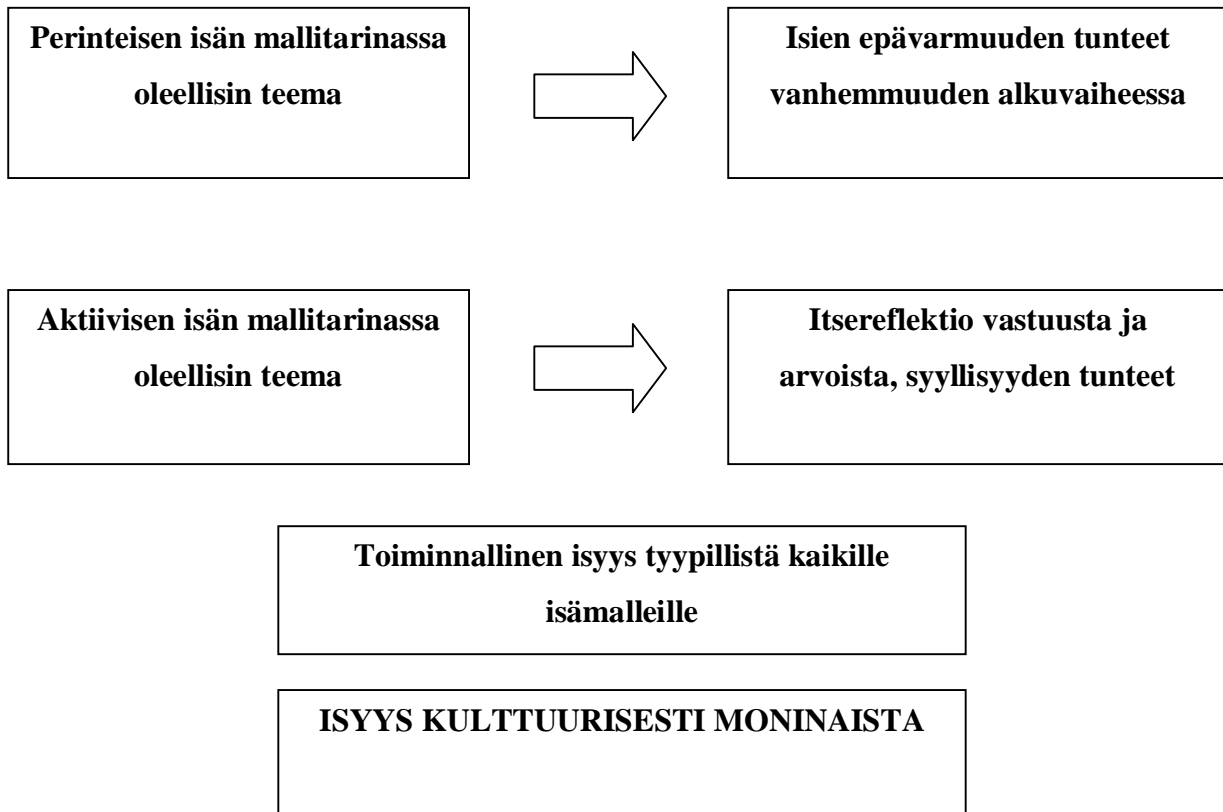 Perinteisen isän mallitarinassa
oleellisin teema
Isien epävarmuuden tunteet
vanhemmuuden alkuvaiheessa
Aktiivisen isän mallitarinassa
oleellisin teema
Itsereflektio vastuusta ja
arvoista, syyllisyyden tunteet
Toiminnallinen isyys tyypillistä kaikille
isämalleille
ISYYS KULTTUURISESTI MONINAISTA